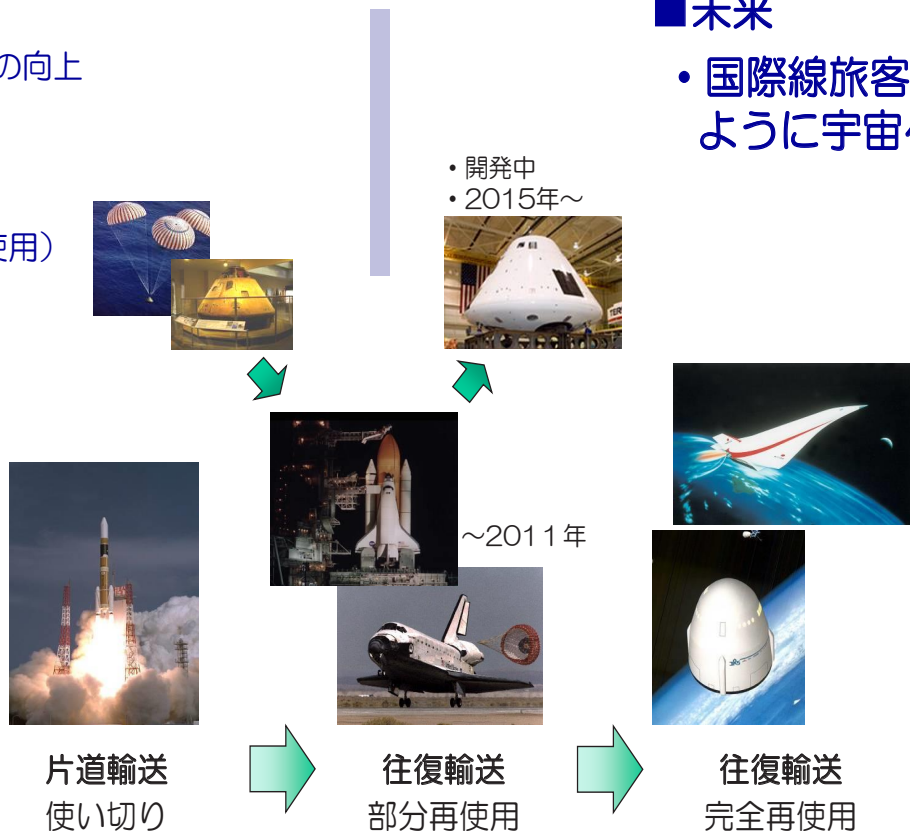 ■未来
の向上
・国際線旅客
ように宇宙へ
・開発中
・2015年～
使用）
～2011年
片道輸送
使い切り
往復輸送
部分再使用
往復輸送
完全再使用